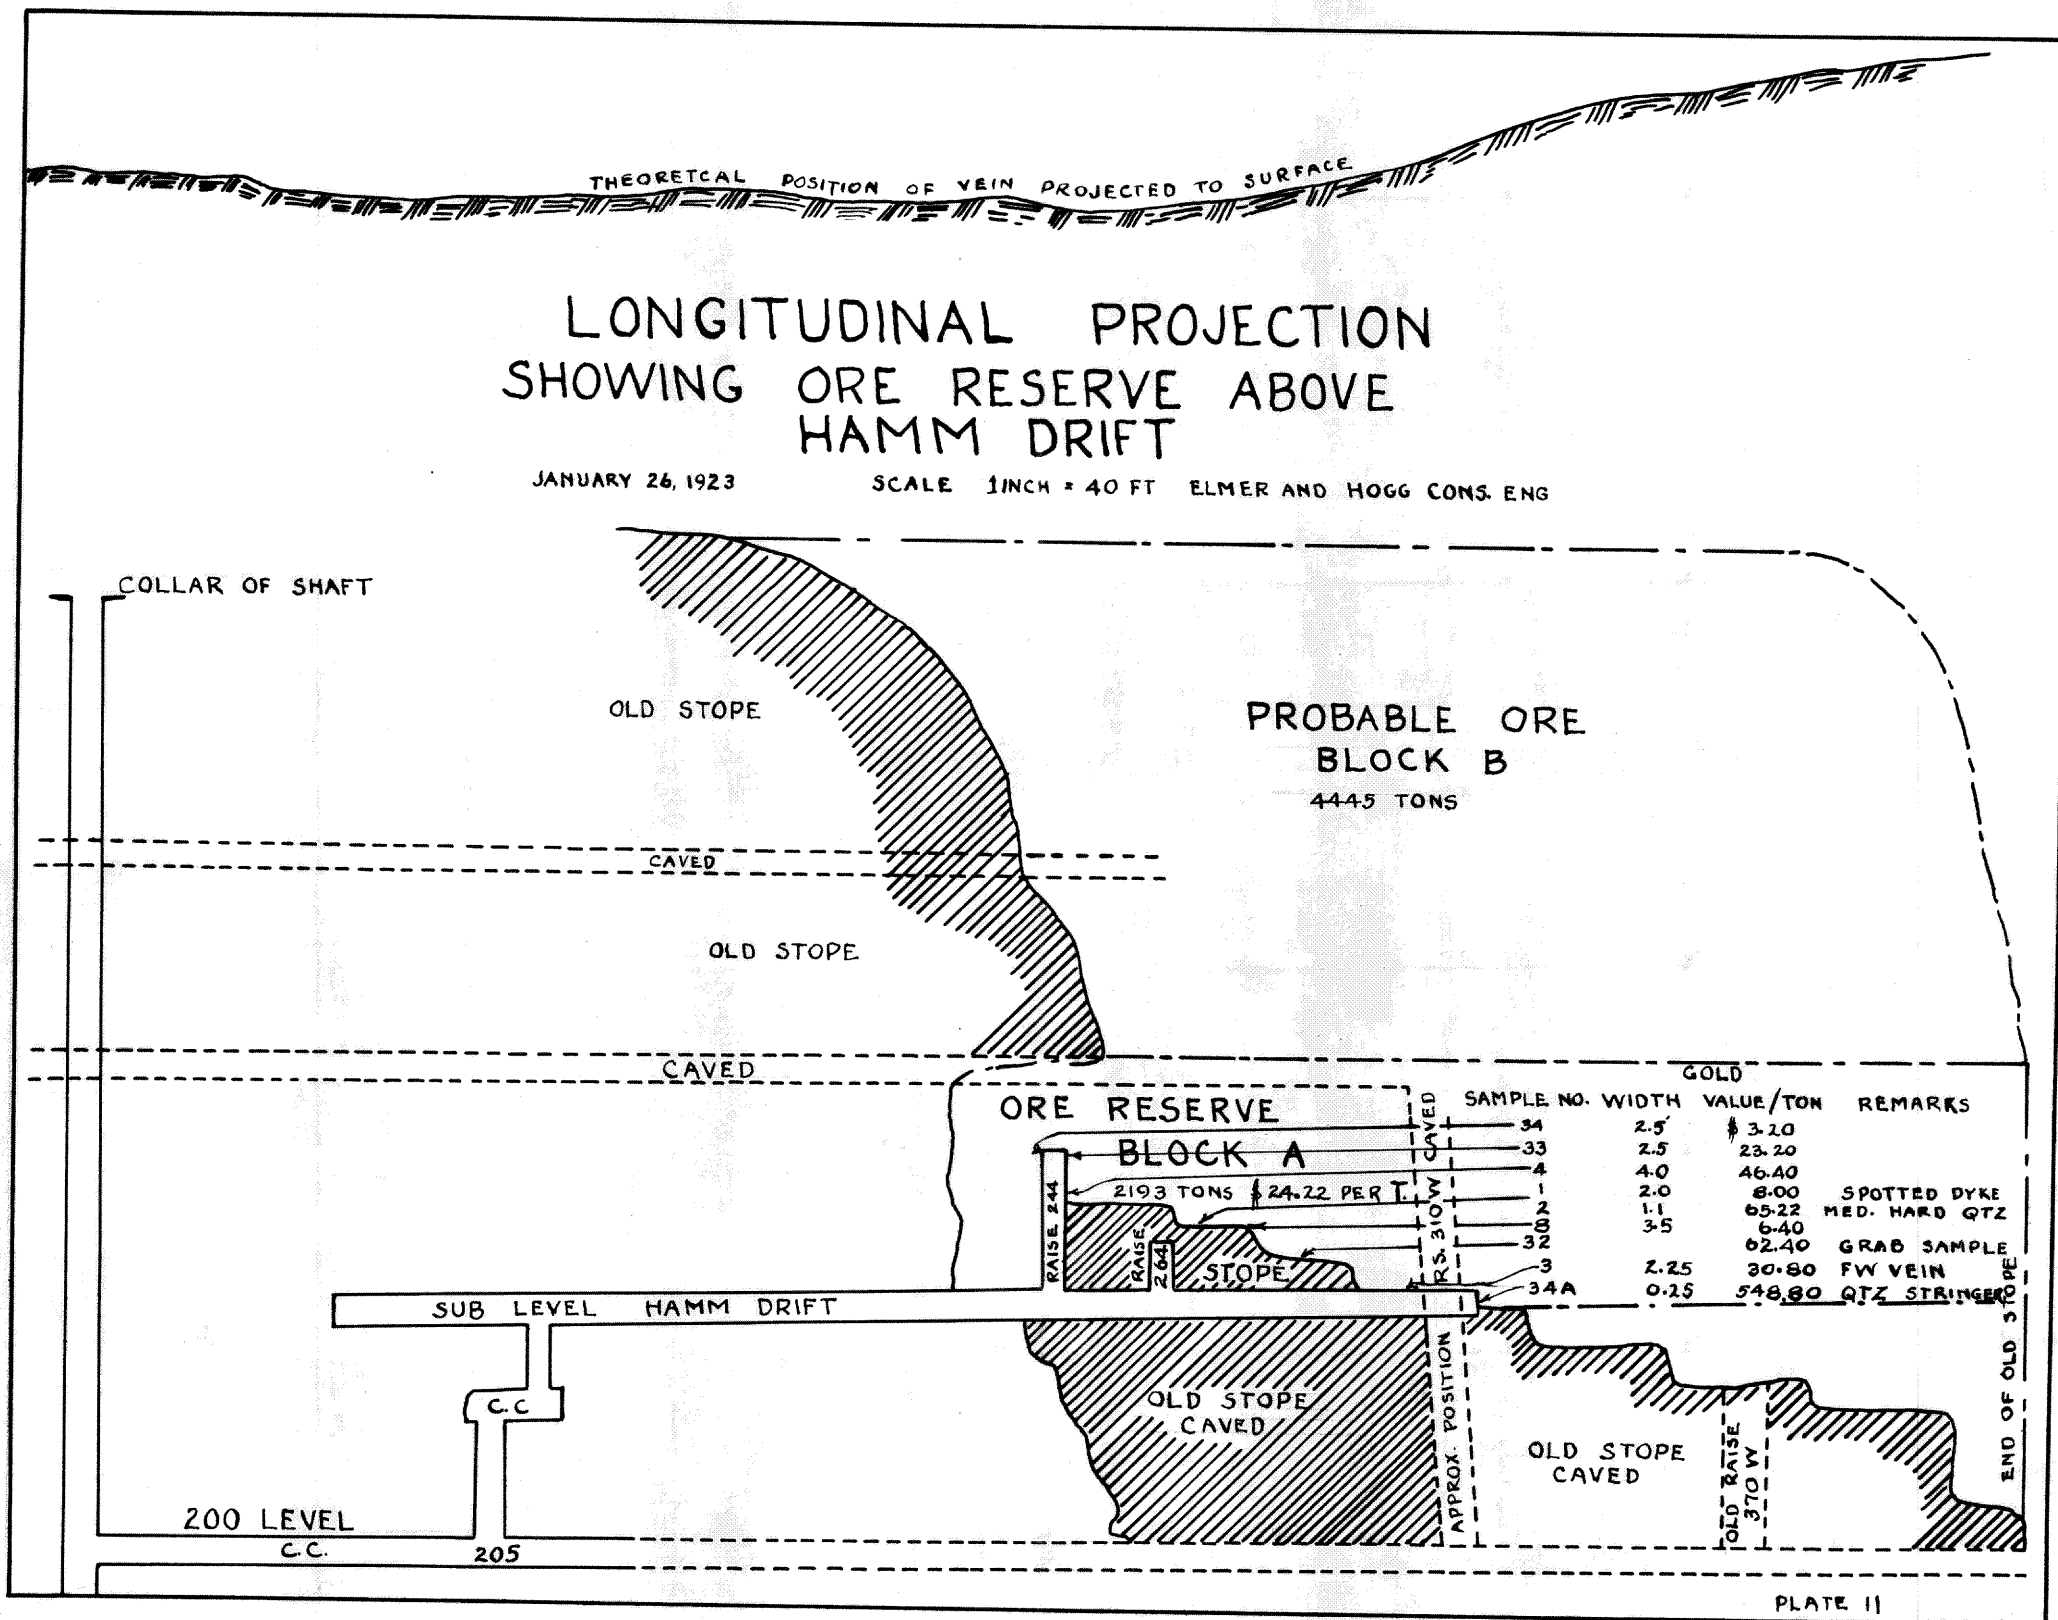 THEORETCAL POSITION OF VEIN PROJECTED TO SURFACE
LONGITUDINAL PROJECTION
SHOWING ORE RESERVE ABOVE
HAMM DRIFT
JANUARY 26, 1923 SCALE 1 INCH = 40 FT ELMER AND HOGG CONS. ENG
COLLAR OF SHAFT
OLD STOPE
PROBABLE ORE
BLOCK B
4445 TONS
CAVED
OLD STOPE
CAVED
ORE RESERVE
BLOCK A
2193 TONS $24.22 PER T.
RAISE 244
RAISE 264
STOPE
APPROX. POSITION RS. 310 W CAVED
GOLD
SAMPLE NO. WIDTH VALUE/TON REMARKS
34 2.5 $ 3.20
33 2.5 23.20
4 4.0 46.40
1 2.0 8.00 SPOTTED DYKE
2 1.1 65.22 MED. HARD QTZ
8 3.5 6.40
32 62.40 GRAB SAMPLE
3 2.25 30.80 FW VEIN
34A 0.25 548.80 QTZ STRINGER
SUB LEVEL HAMM DRIFT
C.C
OLD STOPE
CAVED
OLD STOPE
CAVED
OLD RAISE
370 W
END OF OLD STOPE
200 LEVEL
C.C.
205
PLATE 11